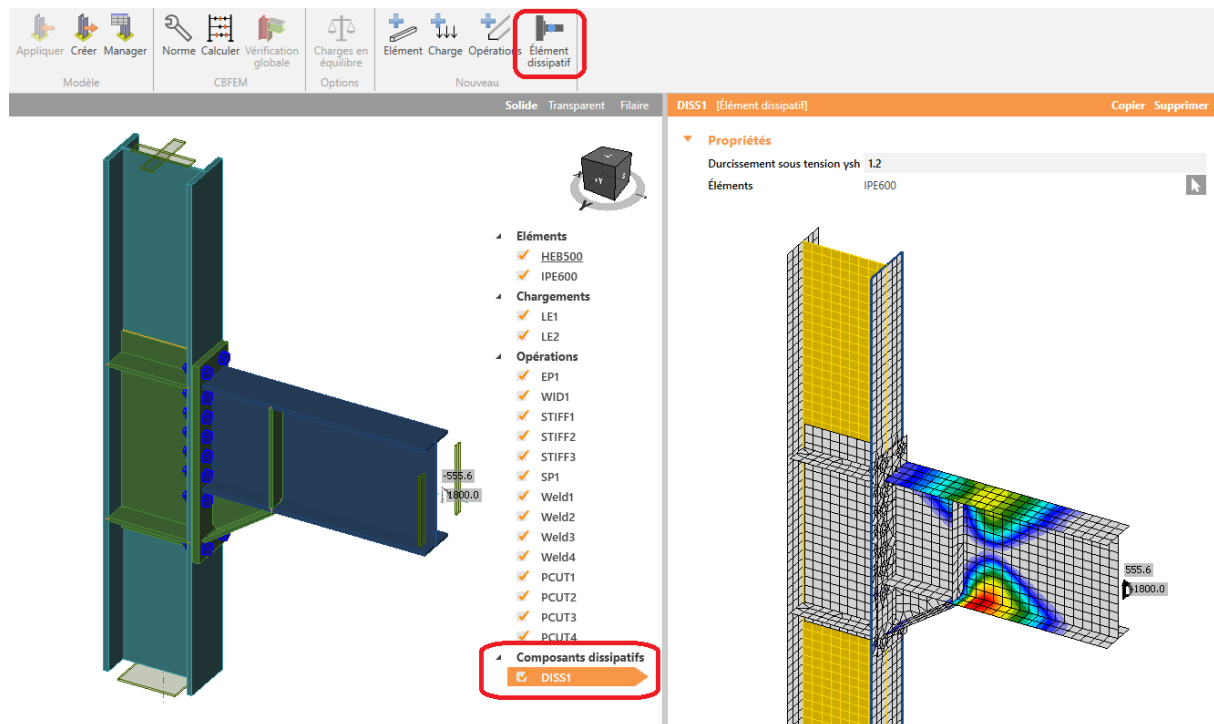 Appliquer Créer Manager
Modèle
Norme Calculer Vérification globale
CBFEM
Charges en équilibre
Options
Elément Charge Opérations Élément dissipatif
Nouveau
Solide Transparent Filaire
DISS1 [Élément dissipatif] Copier Supprimer
Propriétés
Durcissement sous tension γsh 1.2
Éléments IPE600
Eléments
HEB500
IPE600
Chargements
LE1
LE2
Opérations
EP1
WID1
STIFF1
STIFF2
STIFF3
SP1
Weld1
Weld2
Weld3
Weld4
PCUT1
PCUT2
PCUT3
PCUT4
Composants dissipatifs
DISS1
-555.6
1800.0
555.6
1800.0
+Y
Y